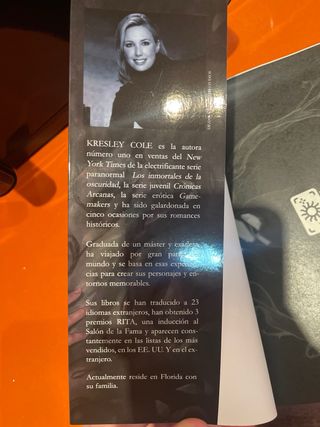 KRESLEY COLE es la autora
número uno en ventas del New
York Times de la electrificante serie
paranormal Los inmortales de la
oscuridad, la serie juvenil Crónicas
Arcanas, la serie erótica Game-
makers y ha sido galardonada en
cinco ocasiones por sus romances
históricos.
Graduada de un máster y exatleta,
ha viajado por gran parte del
mundo y se basa en esas experien-
cias para crear sus personajes y en-
tornos memorables.
Sus libros se han traducido a 23
idiomas extranjeros, han obtenido 3
premios RITA, una inducción al
Salón de la Fama y aparecen cons-
tantemente en las listas de los más
vendidos, en los EE. UU. Y en el ex-
tranjero.
Actualmente reside en Florida con
su familia.